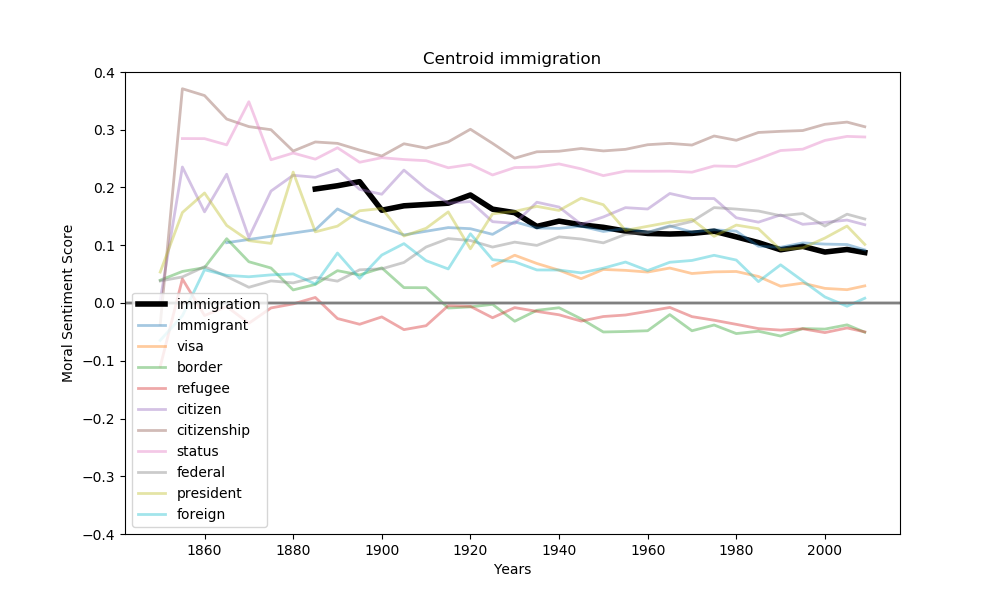 Centroid immigration
Moral Sentiment Score
0.4
0.3
0.2
0.1
0.0
−0.1
−0.2
−0.3
−0.4
immigration
immigrant
visa
border
refugee
citizen
citizenship
status
federal
president
foreign
1860 1880 1900 1920 1940 1960 1980 2000
Years